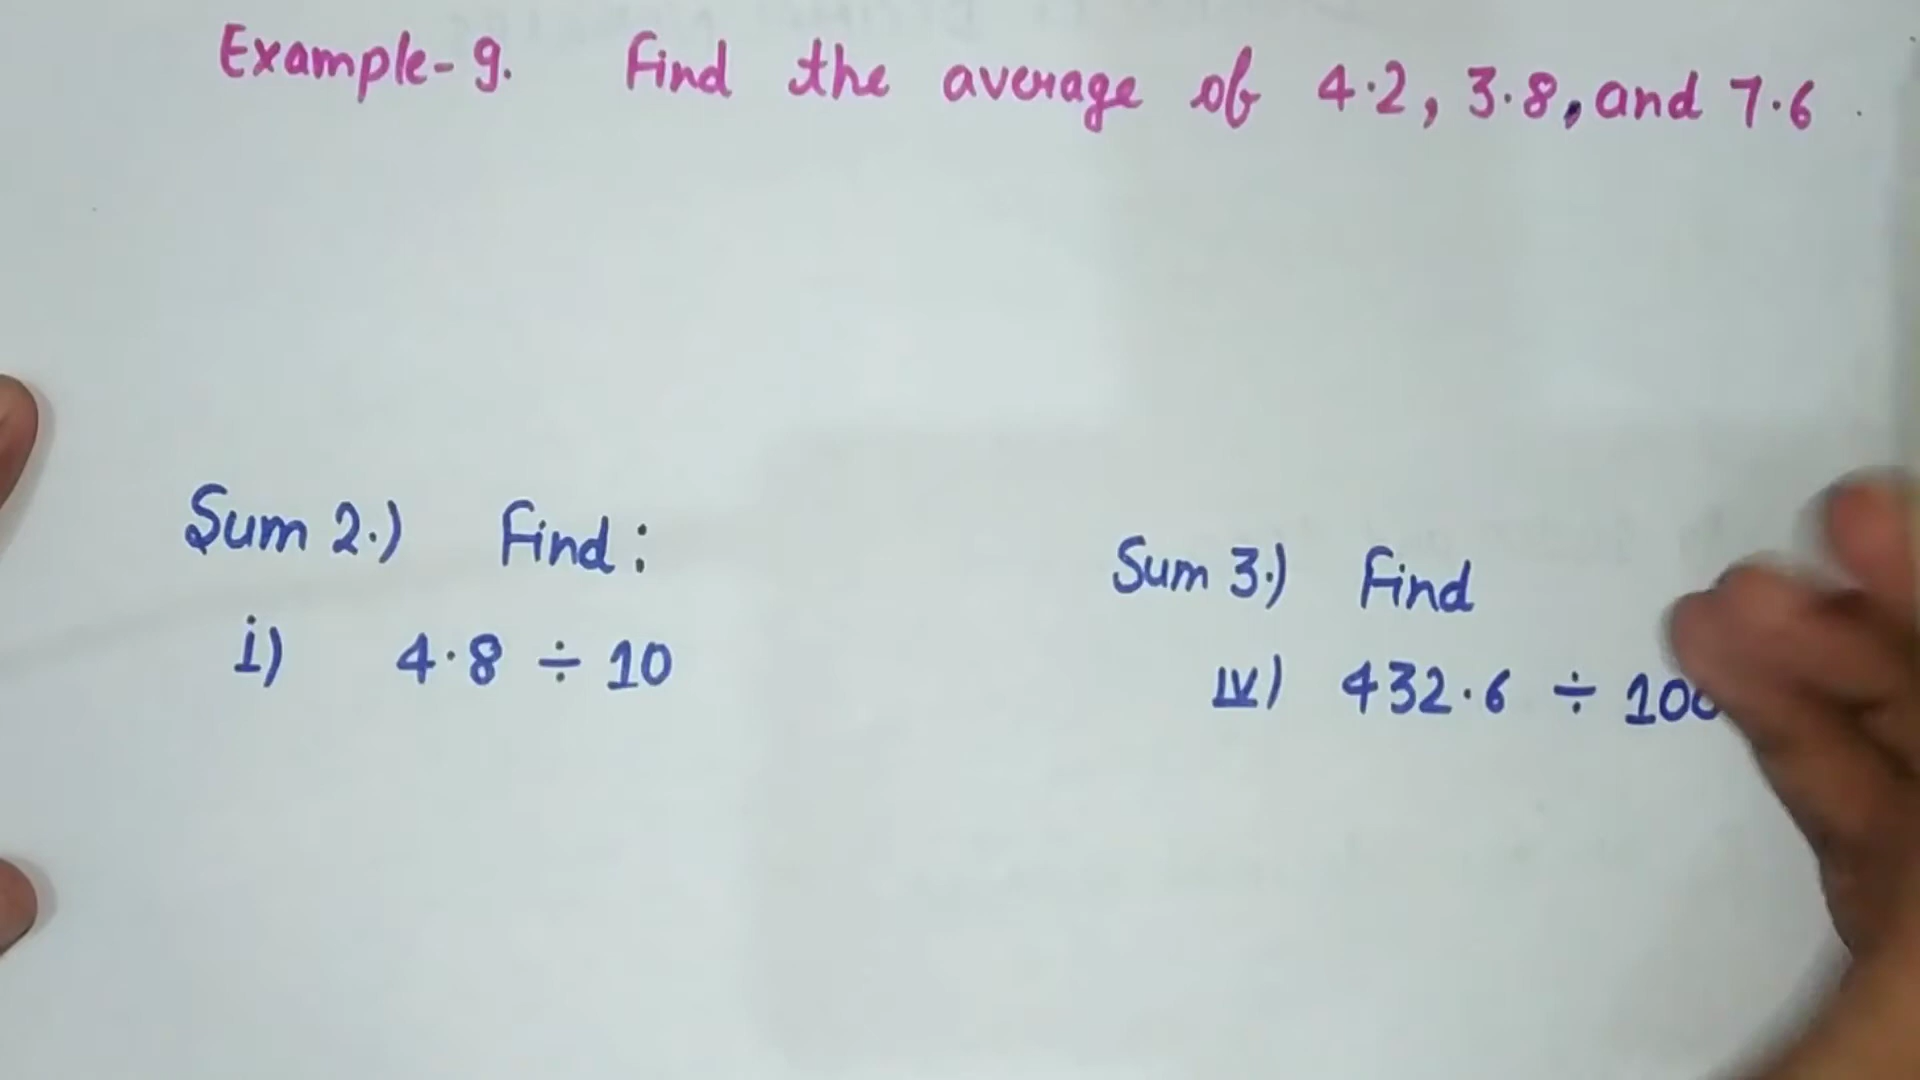 Example-9. Find the average of 4.2, 3.8, and 7.6
Sum 2.) Find:
i) 4.8 ÷ 10
Sum 3.) Find
iv) 432.6 ÷ 100